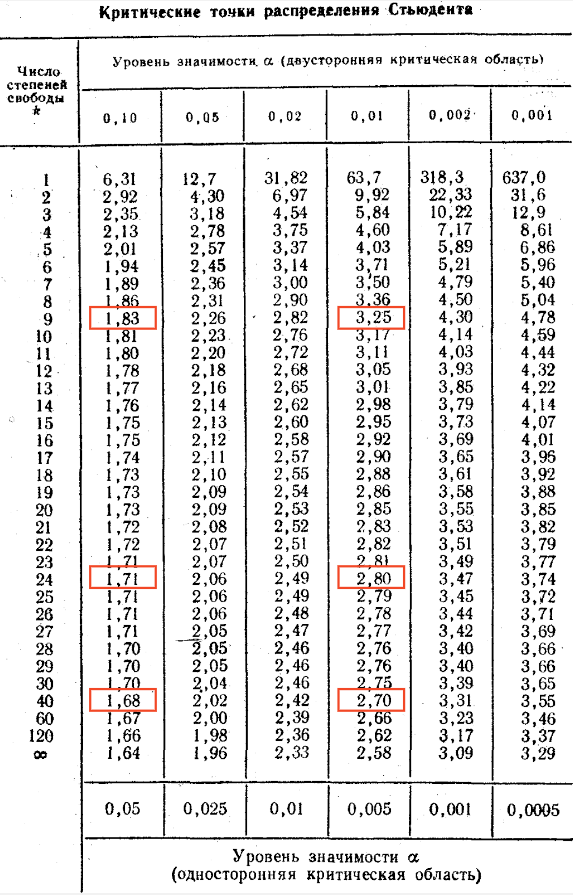 Критические точки распределения Стьюдента
Число степеней свободы k
Уровень значимости α (двусторонняя критическая область)
0,10 0,05 0,02 0,01 0,002 0,001
1 6,31 12,7 31,82 63,7 318,3 637,0
2 2,92 4,30 6,97 9,92 22,33 31,6
3 2,35 3,18 4,54 5,84 10,22 12,9
4 2,13 2,78 3,75 4,60 7,17 8,61
5 2,01 2,57 3,37 4,03 5,89 6,86
6 1,94 2,45 3,14 3,71 5,21 5,96
7 1,89 2,36 3,00 3,50 4,79 5,40
8 1,86 2,31 2,90 3,36 4,50 5,04
9 1,83 2,26 2,82 3,25 4,30 4,78
10 1,81 2,23 2,76 3,17 4,14 4,59
11 1,80 2,20 2,72 3,11 4,03 4,44
12 1,78 2,18 2,68 3,05 3,93 4,32
13 1,77 2,16 2,65 3,01 3,85 4,22
14 1,76 2,14 2,62 2,98 3,79 4,14
15 1,75 2,13 2,60 2,95 3,73 4,07
16 1,75 2,12 2,58 2,92 3,69 4,01
17 1,74 2,11 2,57 2,90 3,65 3,95
18 1,73 2,10 2,55 2,88 3,61 3,92
19 1,73 2,09 2,54 2,86 3,58 3,88
20 1,73 2,09 2,53 2,85 3,55 3,85
21 1,72 2,08 2,52 2,83 3,53 3,82
22 1,72 2,07 2,51 2,82 3,51 3,79
23 1,71 2,07 2,50 2,81 3,49 3,77
24 1,71 2,06 2,49 2,80 3,47 3,74
25 1,71 2,06 2,49 2,79 3,45 3,72
26 1,71 2,06 2,48 2,78 3,44 3,71
27 1,71 2,05 2,47 2,77 3,42 3,69
28 1,70 2,05 2,46 2,76 3,40 3,66
29 1,70 2,05 2,46 2,76 3,40 3,66
30 1,70 2,04 2,46 2,75 3,39 3,65
40 1,68 2,02 2,42 2,70 3,31 3,55
60 1,67 2,00 2,39 2,66 3,23 3,46
120 1,66 1,98 2,36 2,62 3,17 3,37
∞ 1,64 1,96 2,33 2,58 3,09 3,29
0,05 0,025 0,01 0,005 0,001 0,0005
Уровень значимости α
(односторонняя критическая область)